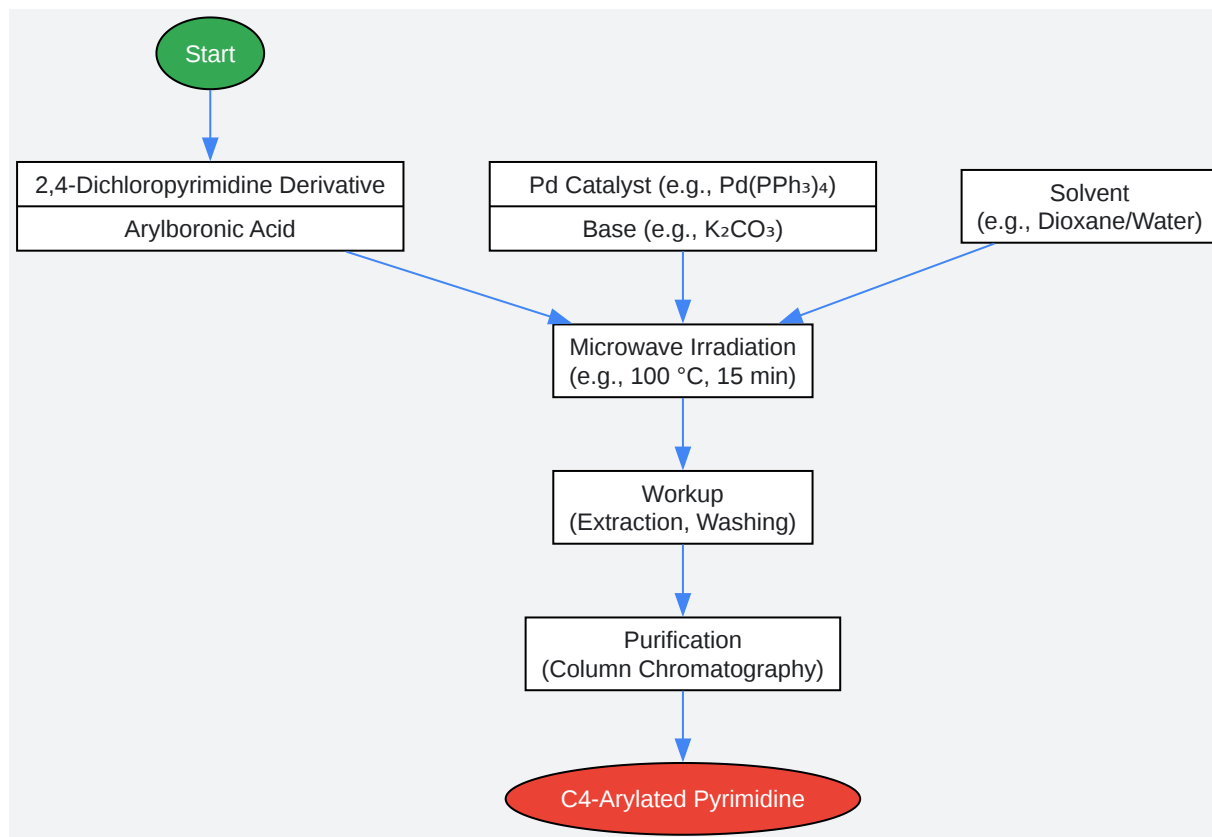 Start
2,4-Dichloropyrimidine Derivative
Arylboronic Acid
Pd Catalyst (e.g., Pd(PPh₃)₄)
Base (e.g., K₂CO₃)
Solvent
(e.g., Dioxane/Water)
Microwave Irradiation
(e.g., 100 °C, 15 min)
Workup
(Extraction, Washing)
Purification
(Column Chromatography)
C4-Arylated Pyrimidine